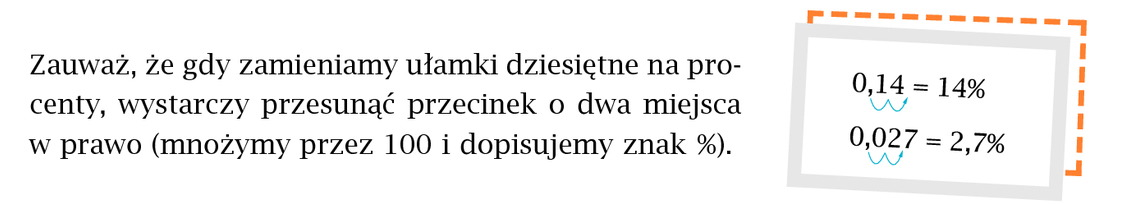 Zauważ, że gdy zamieniamy ułamki dziesiętne na pro-
centy, wystarczy przesunąć przecinek o dwa miejsca
w prawo (mnożymy przez 100 i dopisujemy znak %).
0,14 = 14%
0,027 = 2,7%